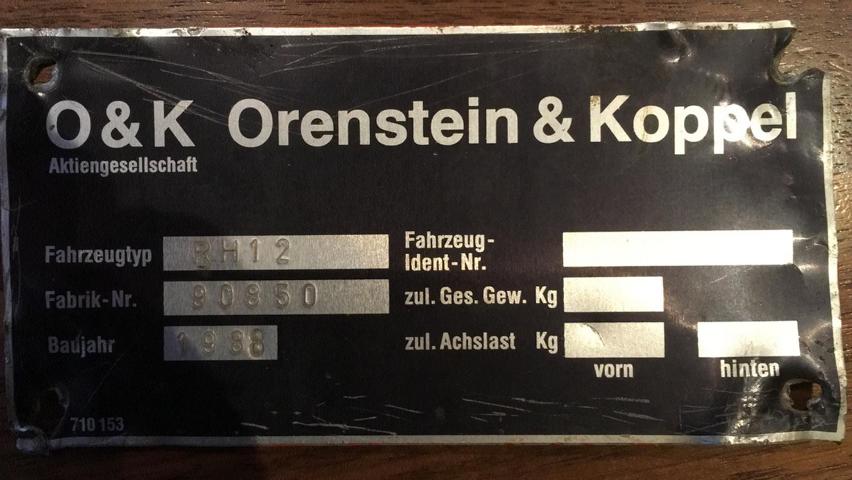 O & K Orenstein & Koppel
Aktiengesellschaft
Fahrzeugtyp RH12
Fahrzeug-
Ident-Nr.
Fabrik-Nr. 90850
zul. Ges. Gew. Kg
Baujahr 1988
zul. Achslast Kg
vorn hinten
710 153